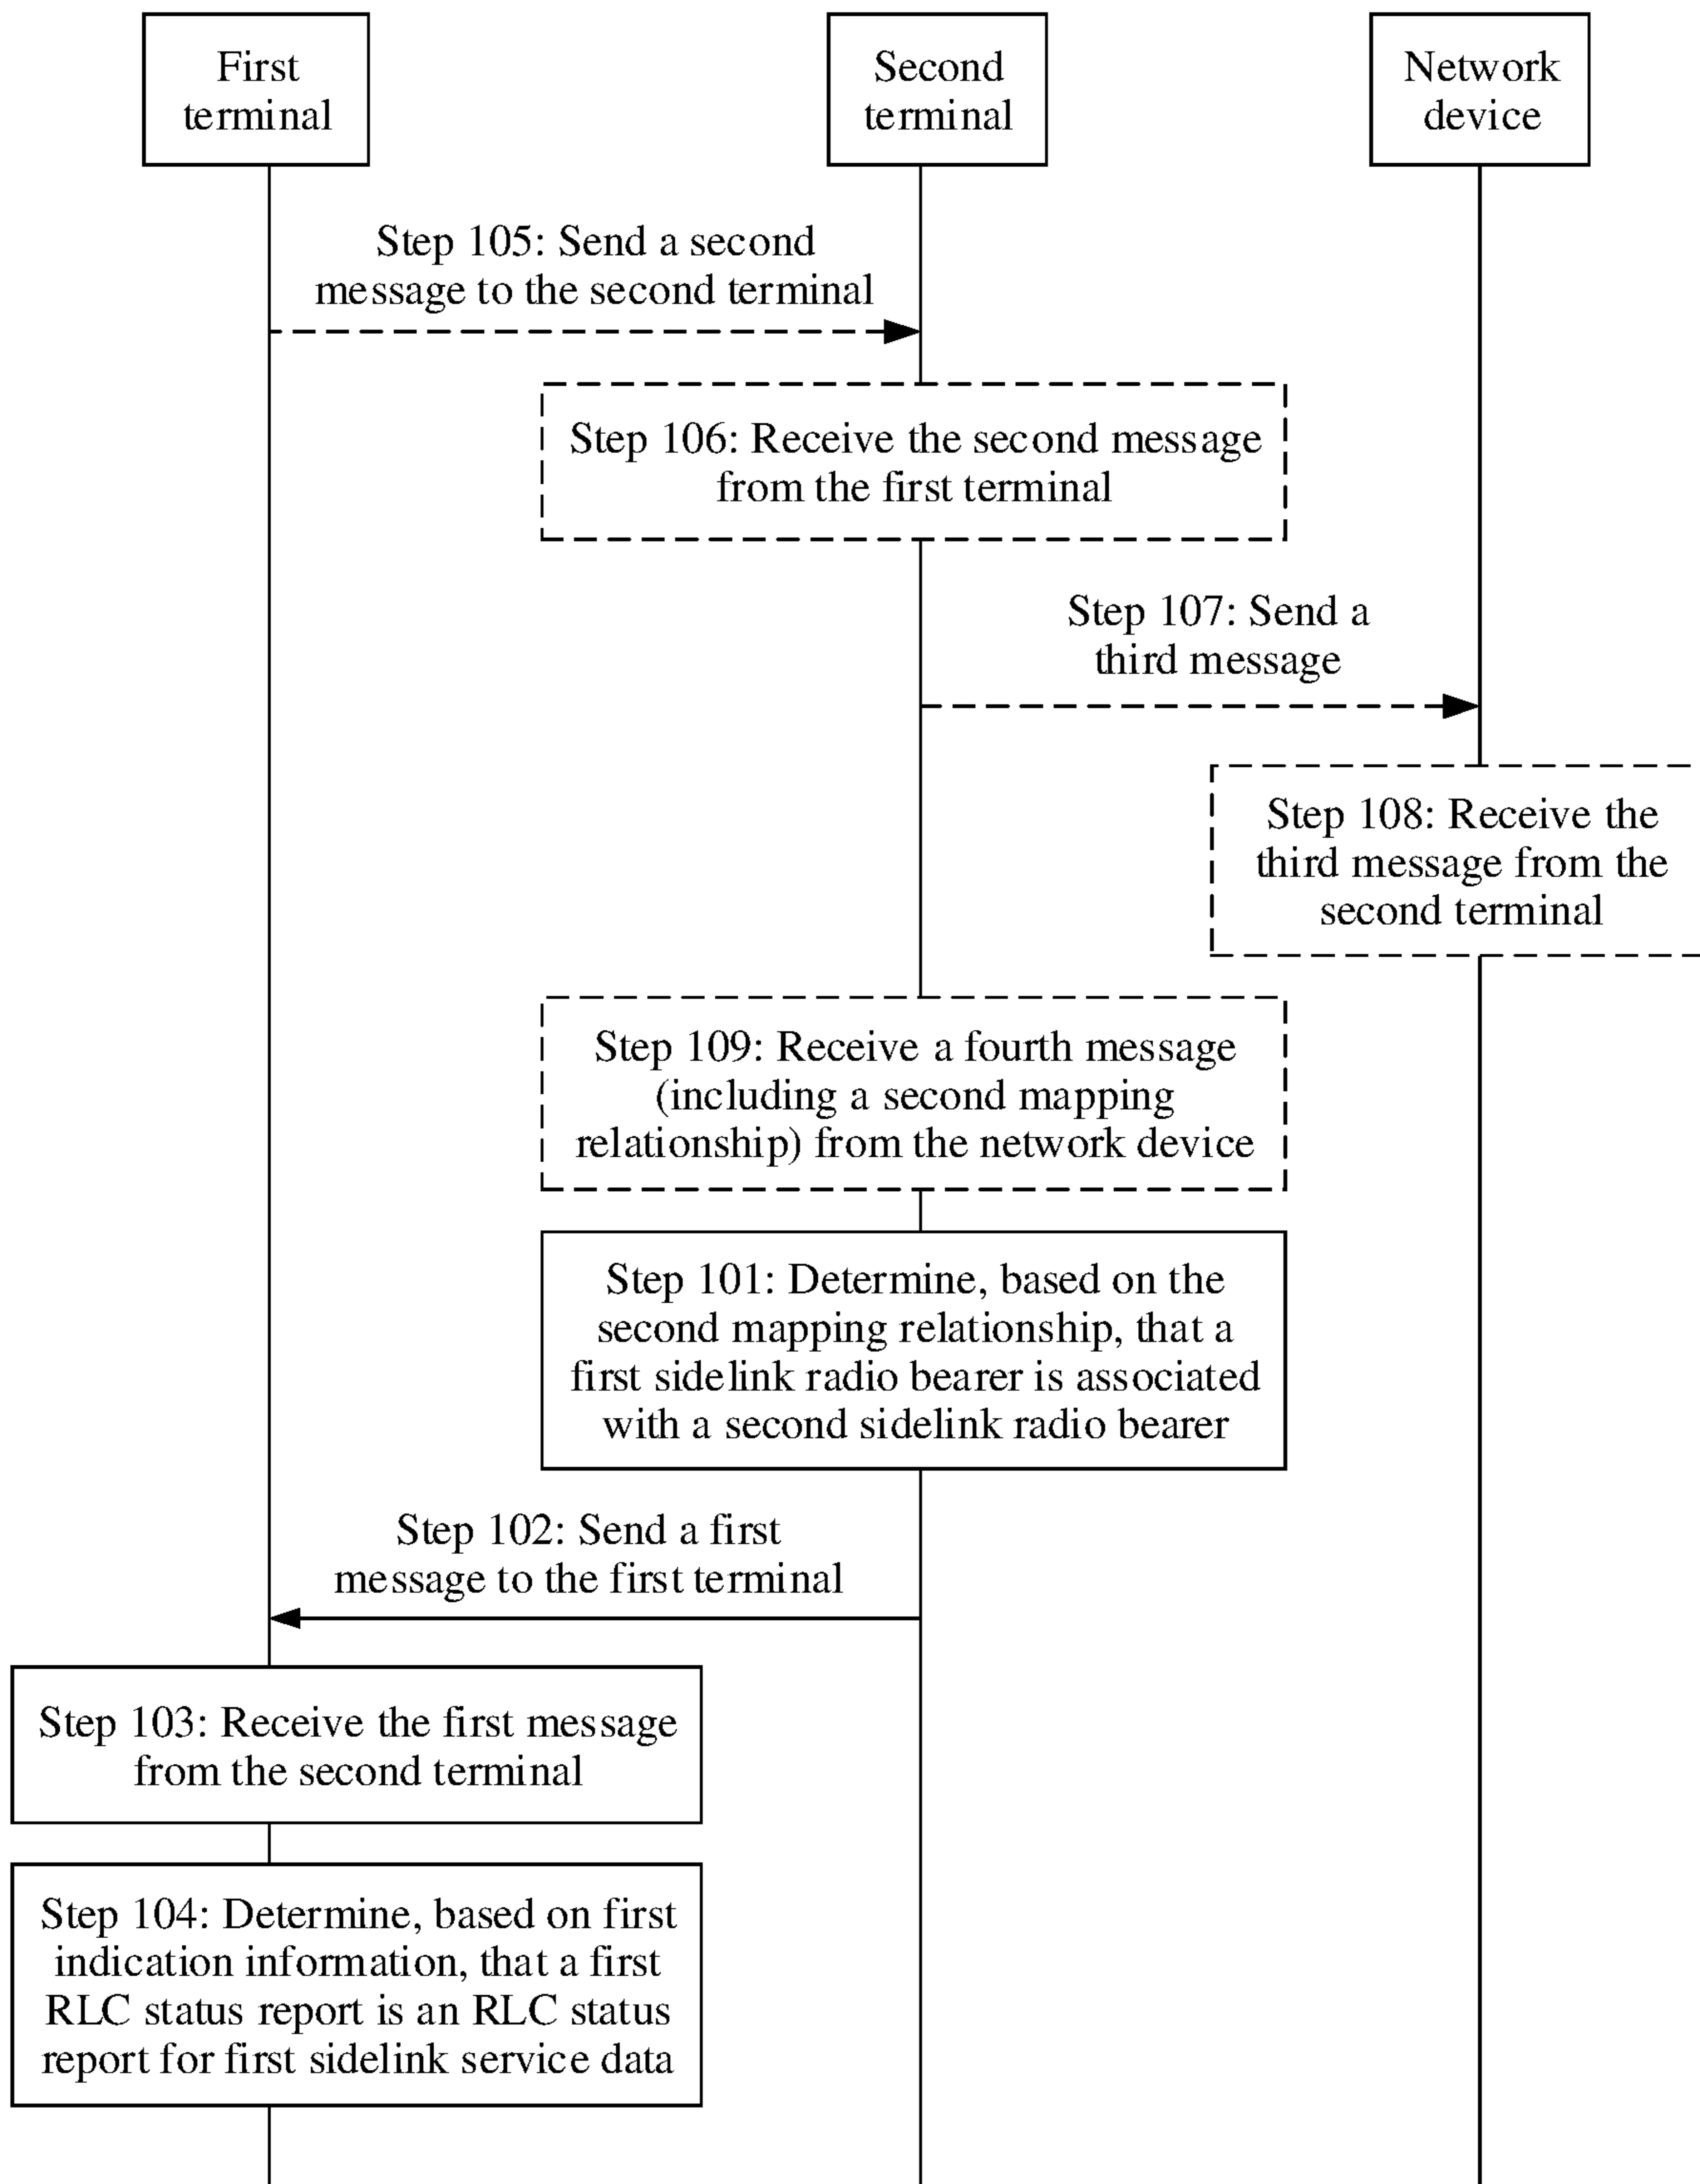 First
terminal
Second
terminal
Network
device
Step 105: Send a second
message to the second terminal
Step 106: Receive the second message
from the first terminal
Step 107: Send a
third message
Step 108: Receive the
third message from the
second terminal
Step 109: Receive a fourth message
(including a second mapping
relationship) from the network device
Step 101: Determine, based on the
second mapping relationship, that a
first sidelink radio bearer is associated
with a second sidelink radio bearer
Step 102: Send a first
message to the first terminal
Step 103: Receive the first message
from the second terminal
Step 104: Determine, based on first
indication information, that a first
RLC status report is an RLC status
report for first sidelink service data